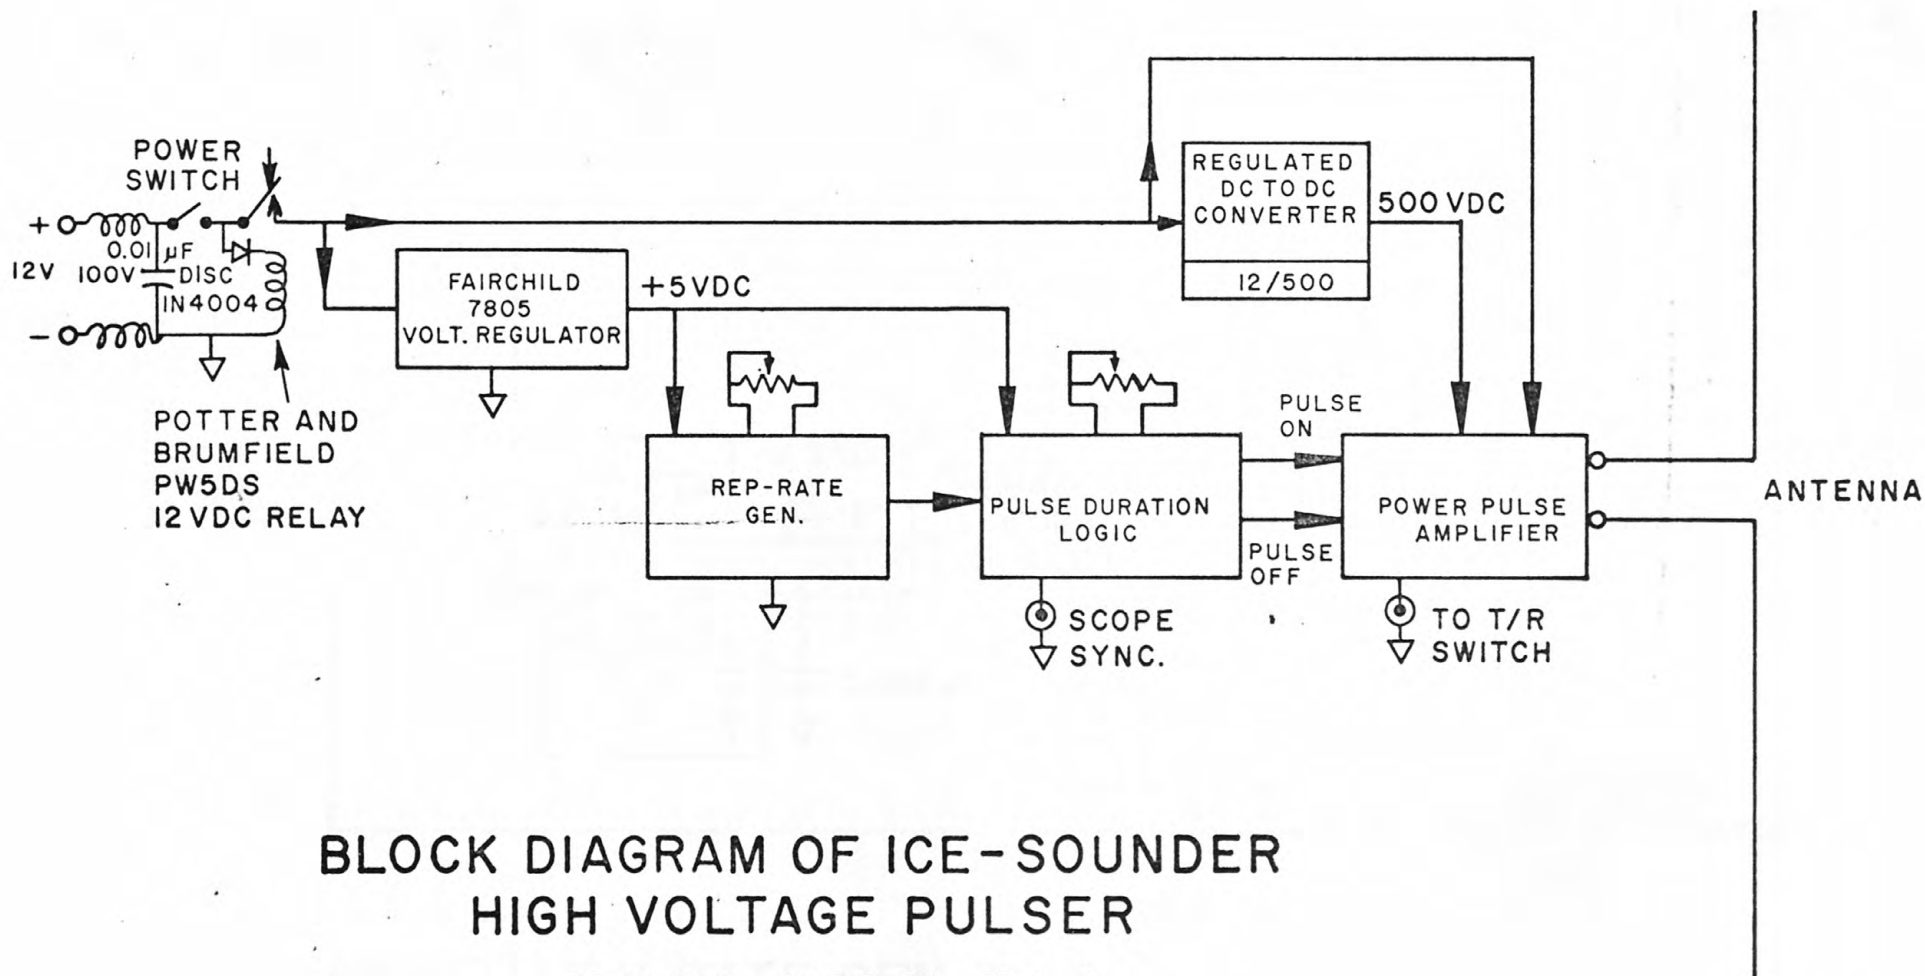 POWER
SWITCH
+
12V
-
0.01 µF
100V DISC
IN4004
POTTER AND
BRUMFIELD
PW5DS
12VDC RELAY
FAIRCHILD
7805
VOLT. REGULATOR
+5VDC
REGULATED
DC TO DC
CONVERTER
12/500
500 VDC
REP-RATE
GEN.
PULSE DURATION
LOGIC
SCOPE
SYNC.
PULSE
ON
PULSE
OFF
POWER PULSE
AMPLIFIER
TO T/R
SWITCH
ANTENNA
BLOCK DIAGRAM OF ICE-SOUNDER
HIGH VOLTAGE PULSER